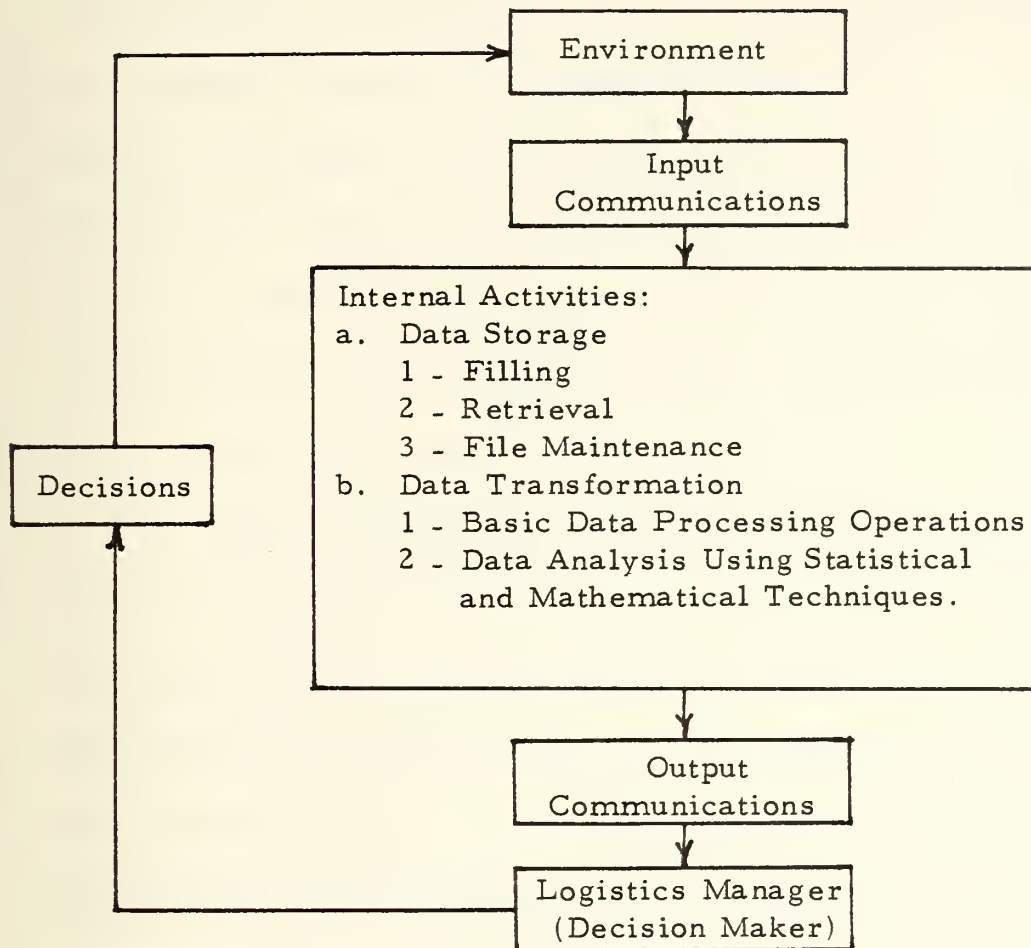 Environment
Input
Communications
Internal Activities:
a. Data Storage
1 - Filling
2 - Retrieval
3 - File Maintenance
b. Data Transformation
1 - Basic Data Processing Operations
2 - Data Analysis Using Statistical
and Mathematical Techniques.
Decisions
Output
Communications
Logistics Manager
(Decision Maker)